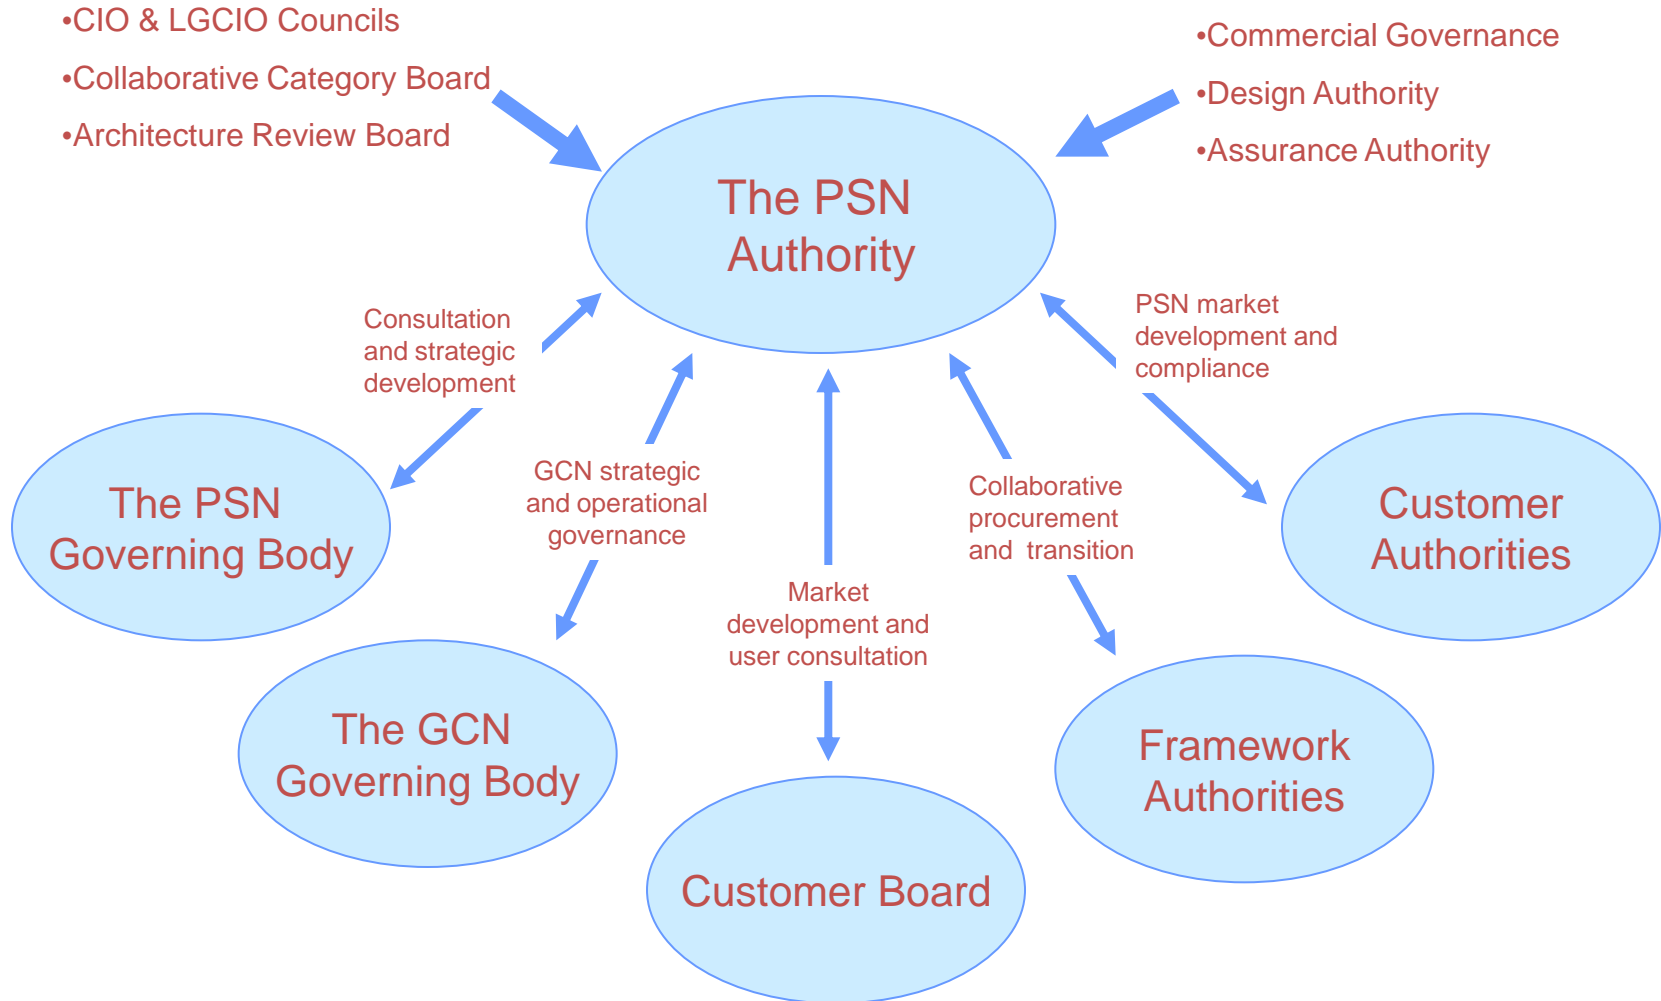 •CIO & LGCIO Councils
•Collaborative Category Board
•Architecture Review Board
•Commercial Governance
•Design Authority
•Assurance Authority
The PSN
Authority
Consultation
and strategic
development
PSN market
development and
compliance
GCN strategic
and operational
governance
Collaborative
procurement
and transition
Market
development and
user consultation
The PSN
Governing Body
Customer
Authorities
The GCN
Governing Body
Framework
Authorities
Customer Board